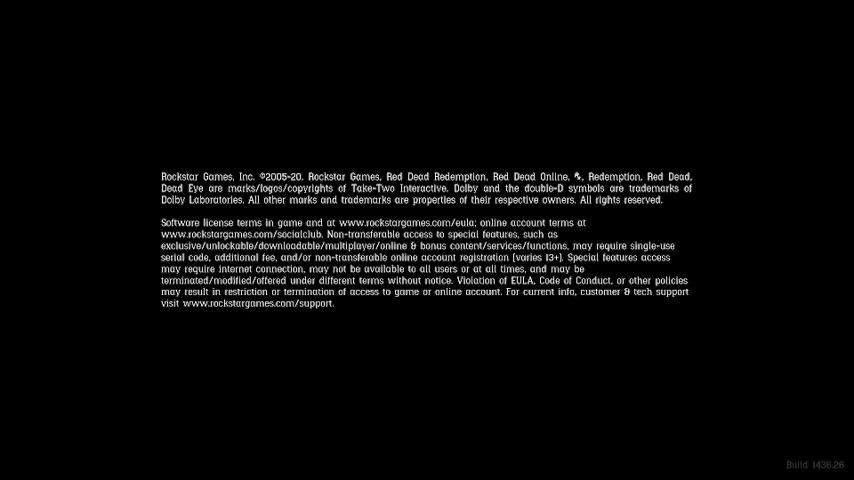 Rockstar Games, Inc. ©2005-20. Rockstar Games, Red Dead Redemption, Red Dead Online, R*, Redemption, Red Dead,
Dead Eye are marks/logos/copyrights of Take-Two Interactive. Dolby and the double-D symbols are trademarks of
Dolby Laboratories. All other marks and trademarks are properties of their respective owners. All rights reserved.
Software license terms in game and at www.rockstargames.com/eula; online account terms at
www.rockstargames.com/socialclub. Non-transferable access to special features, such as
exclusive/unlockable/downloadable/multiplayer/online & bonus content/services/functions, may require single-use
serial code, additional fee, and/or non-transferable online account registration (varies 13+). Special features access
may require internet connection, may not be available to all users or at all times, and may be
terminated/modified/offered under different terms without notice. Violation of EULA, Code of Conduct, or other policies
may result in restriction or termination of access to game or online account. For current info, customer & tech support
visit www.rockstargames.com/support.
Build 1436.26